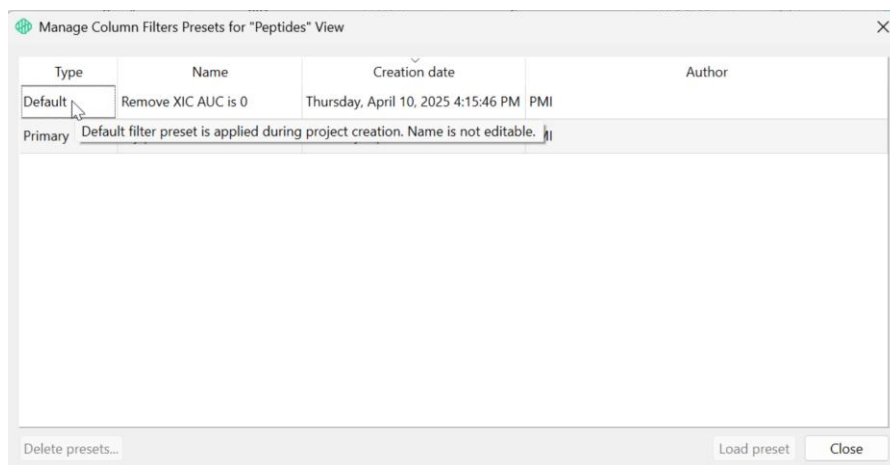 Manage Column Filters Presets for "Peptides" View
Type Name Creation date Author
Default Remove XIC AUC is 0 Thursday, April 10, 2025 4:15:46 PM PMI
Primary
Default filter preset is applied during project creation. Name is not editable.
Delete presets... Load preset Close